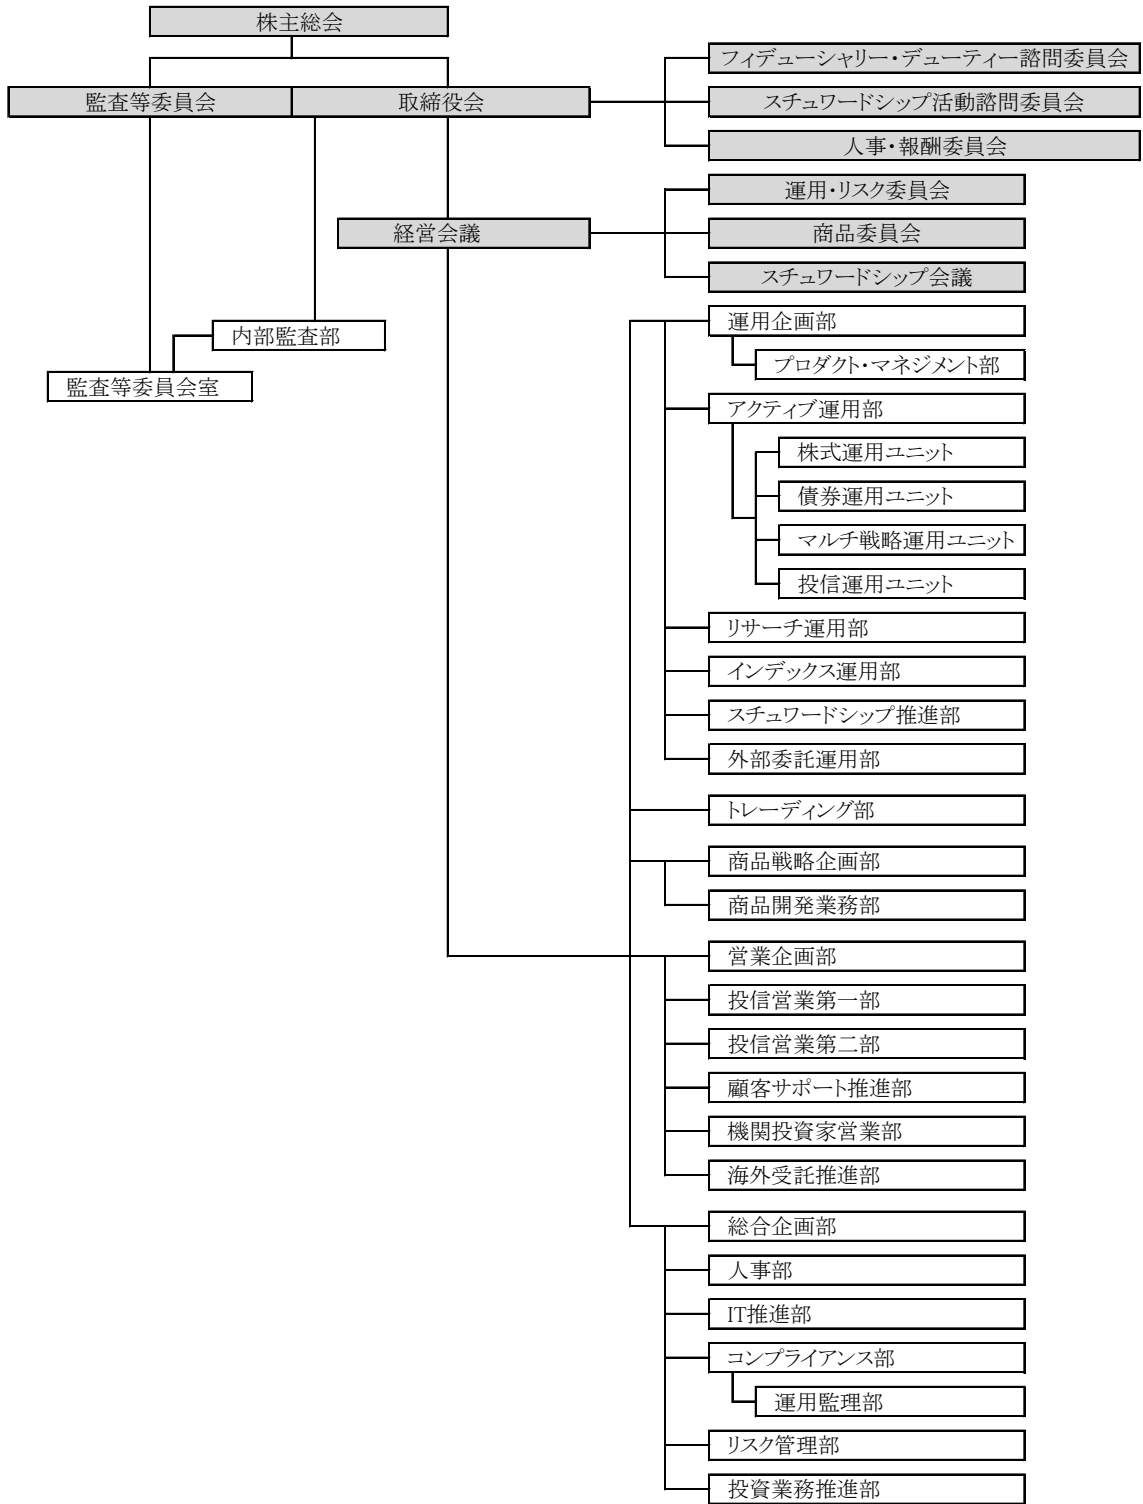 株主総会
フィデューシャリー・デューティー諮問委員会
監査等委員会
取締役会
スチュワードシップ活動諮問委員会
人事・報酬委員会
運用・リスク委員会
経営会議
商品委員会
スチュワードシップ会議
運用企画部
内部監査部
プロダクト・マネジメント部
監査等委員会室
アクティブ運用部
株式運用ユニット
債券運用ユニット
マルチ戦略運用ユニット
投信運用ユニット
リサーチ運用部
インデックス運用部
スチュワードシップ推進部
外部委託運用部
トレーディング部
商品戦略企画部
商品開発業務部
営業企画部
投信営業第一部
投信営業第二部
顧客サポート推進部
機関投資家営業部
海外受託推進部
総合企画部
人事部
IT推進部
コンプライアンス部
運用監理部
リスク管理部
投資業務推進部